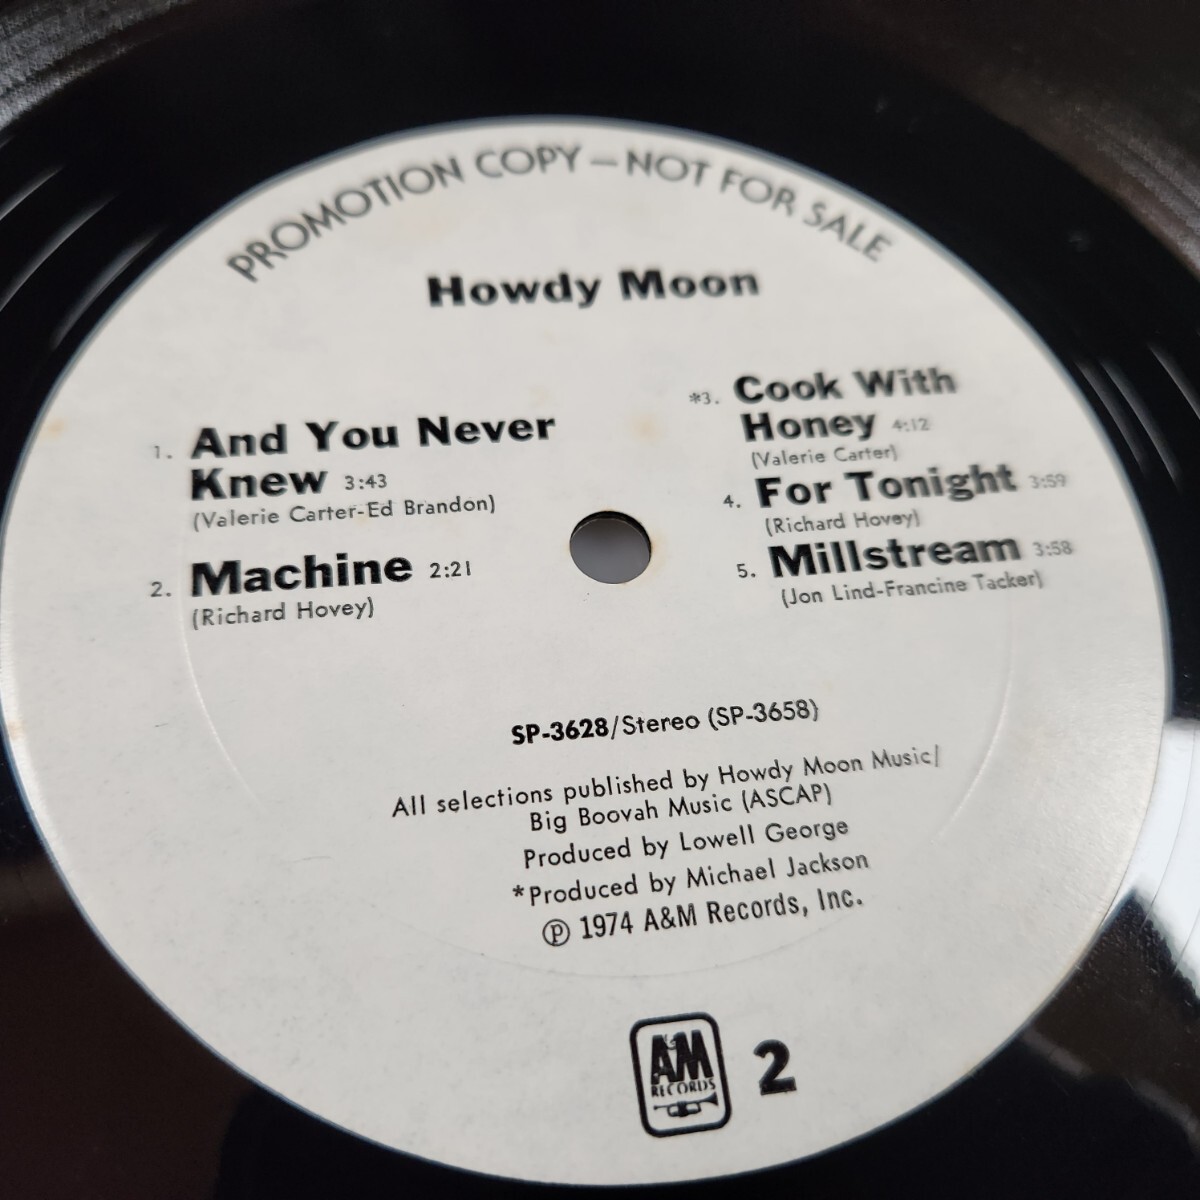 PROMOTION COPY — NOT FOR SALE
Howdy Moon
1. And You Never
Knew 3:43
(Valerie Carter-Ed Brandon)
2. Machine 2:21
(Richard Hovey)
*3. Cook With
Honey 4:12
(Valerie Carter)
4. For Tonight 3:59
(Richard Hovey)
5. Millstream 3:58
(Jon Lind-Francine Tacker)
SP-3628/Stereo (SP-3658)
All selections published by Howdy Moon Music/
Big Boovah Music (ASCAP)
Produced by Lowell George
*Produced by Michael Jackson
℗ 1974 A&M Records, Inc.
A&M
RECORDS
2